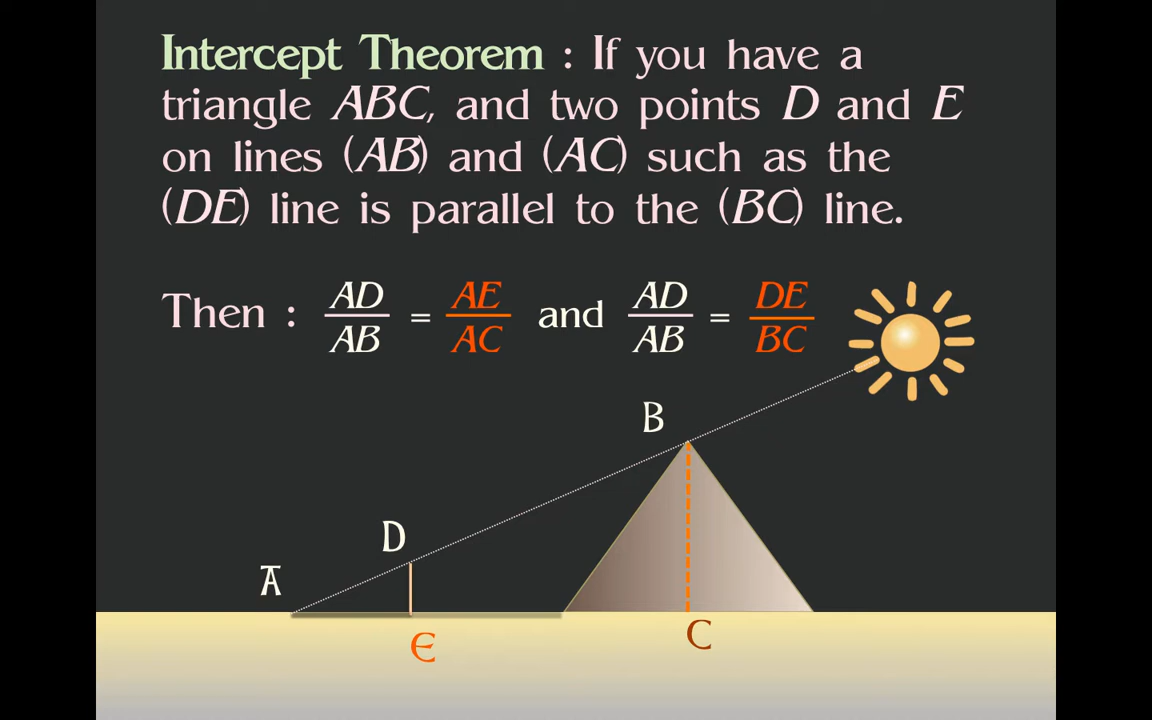 Intercept Theorem : If you have a
triangle ABC, and two points D and E
on lines (AB) and (AC) such as the
(DE) line is parallel to the (BC) line.
Then : AD/AB = AE/AC and AD/AB = DE/BC
B
D
A
E
C